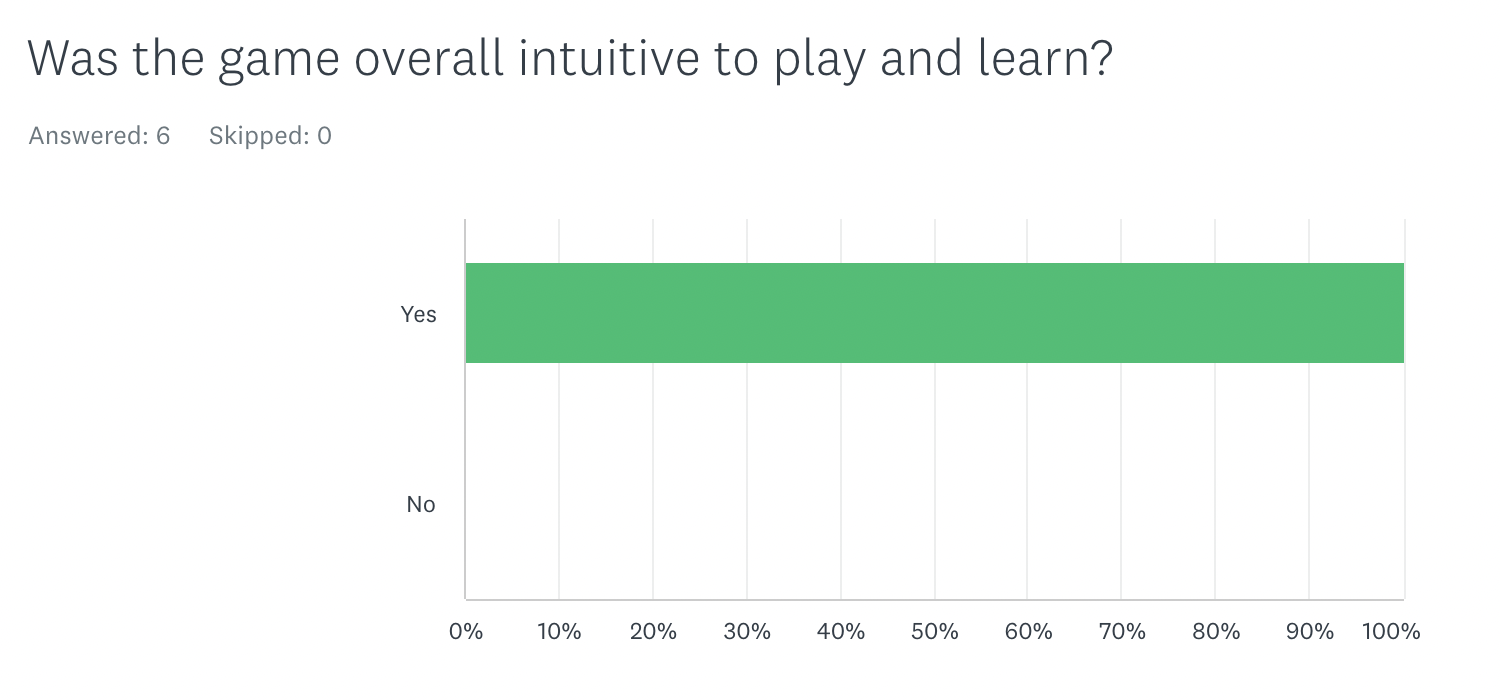 Was the game overall intuitive to play and learn?
Answered: 6 Skipped: 0
Yes
No
0% 10% 20% 30% 40% 50% 60% 70% 80% 90% 100%